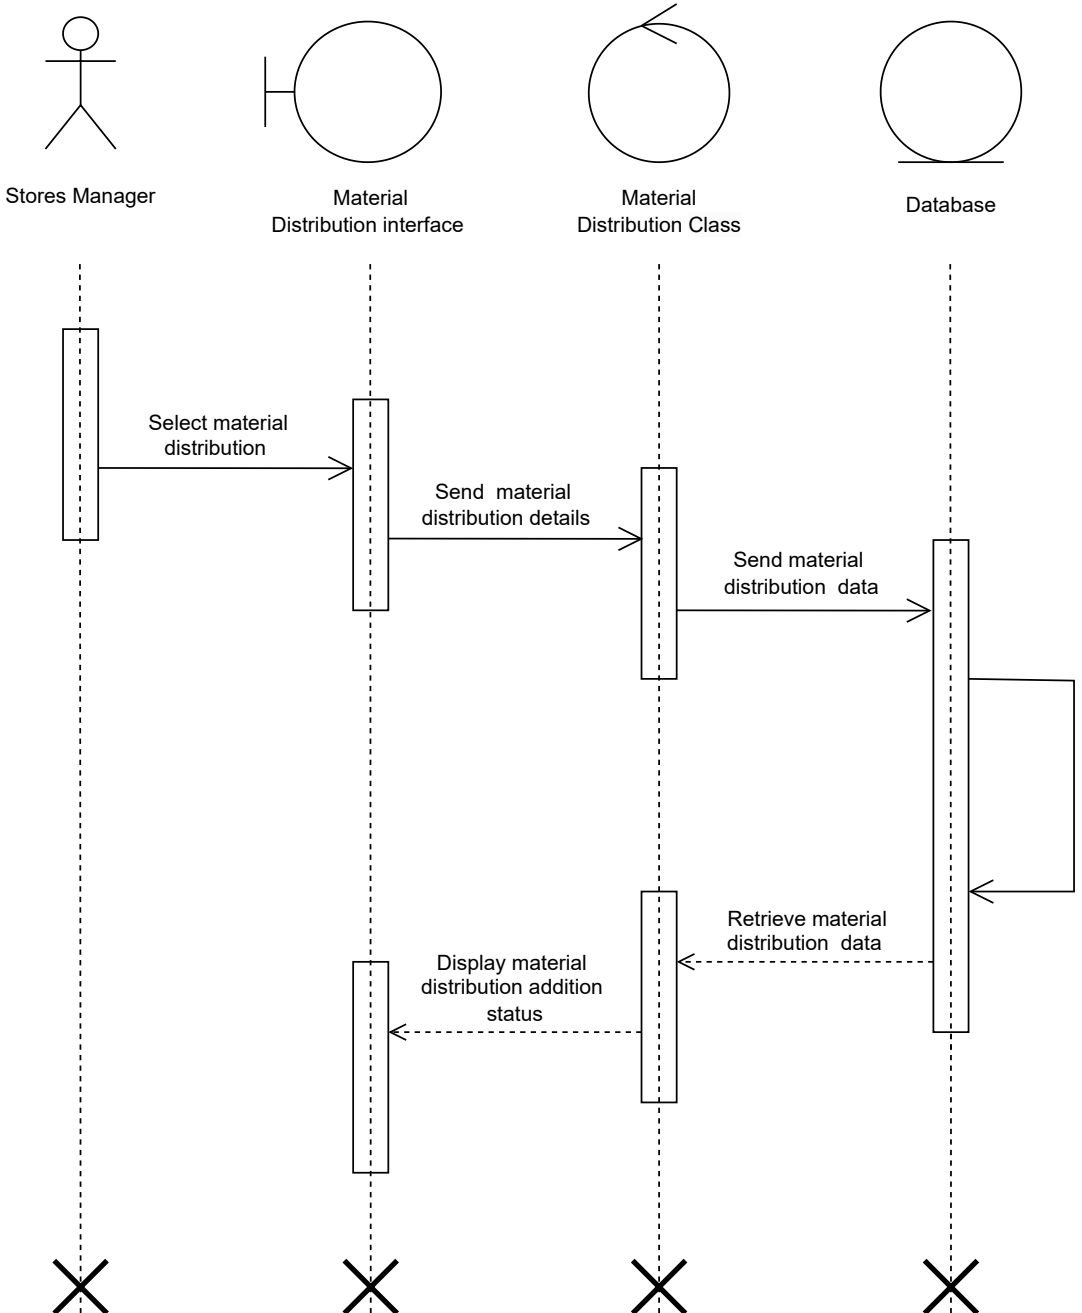 Stores Manager
Material
Distribution interface
Material
Distribution Class
Database
Select material
distribution
Send  material
distribution details
Send material
distribution  data
Retrieve material
distribution  data
Display material
distribution addition
status